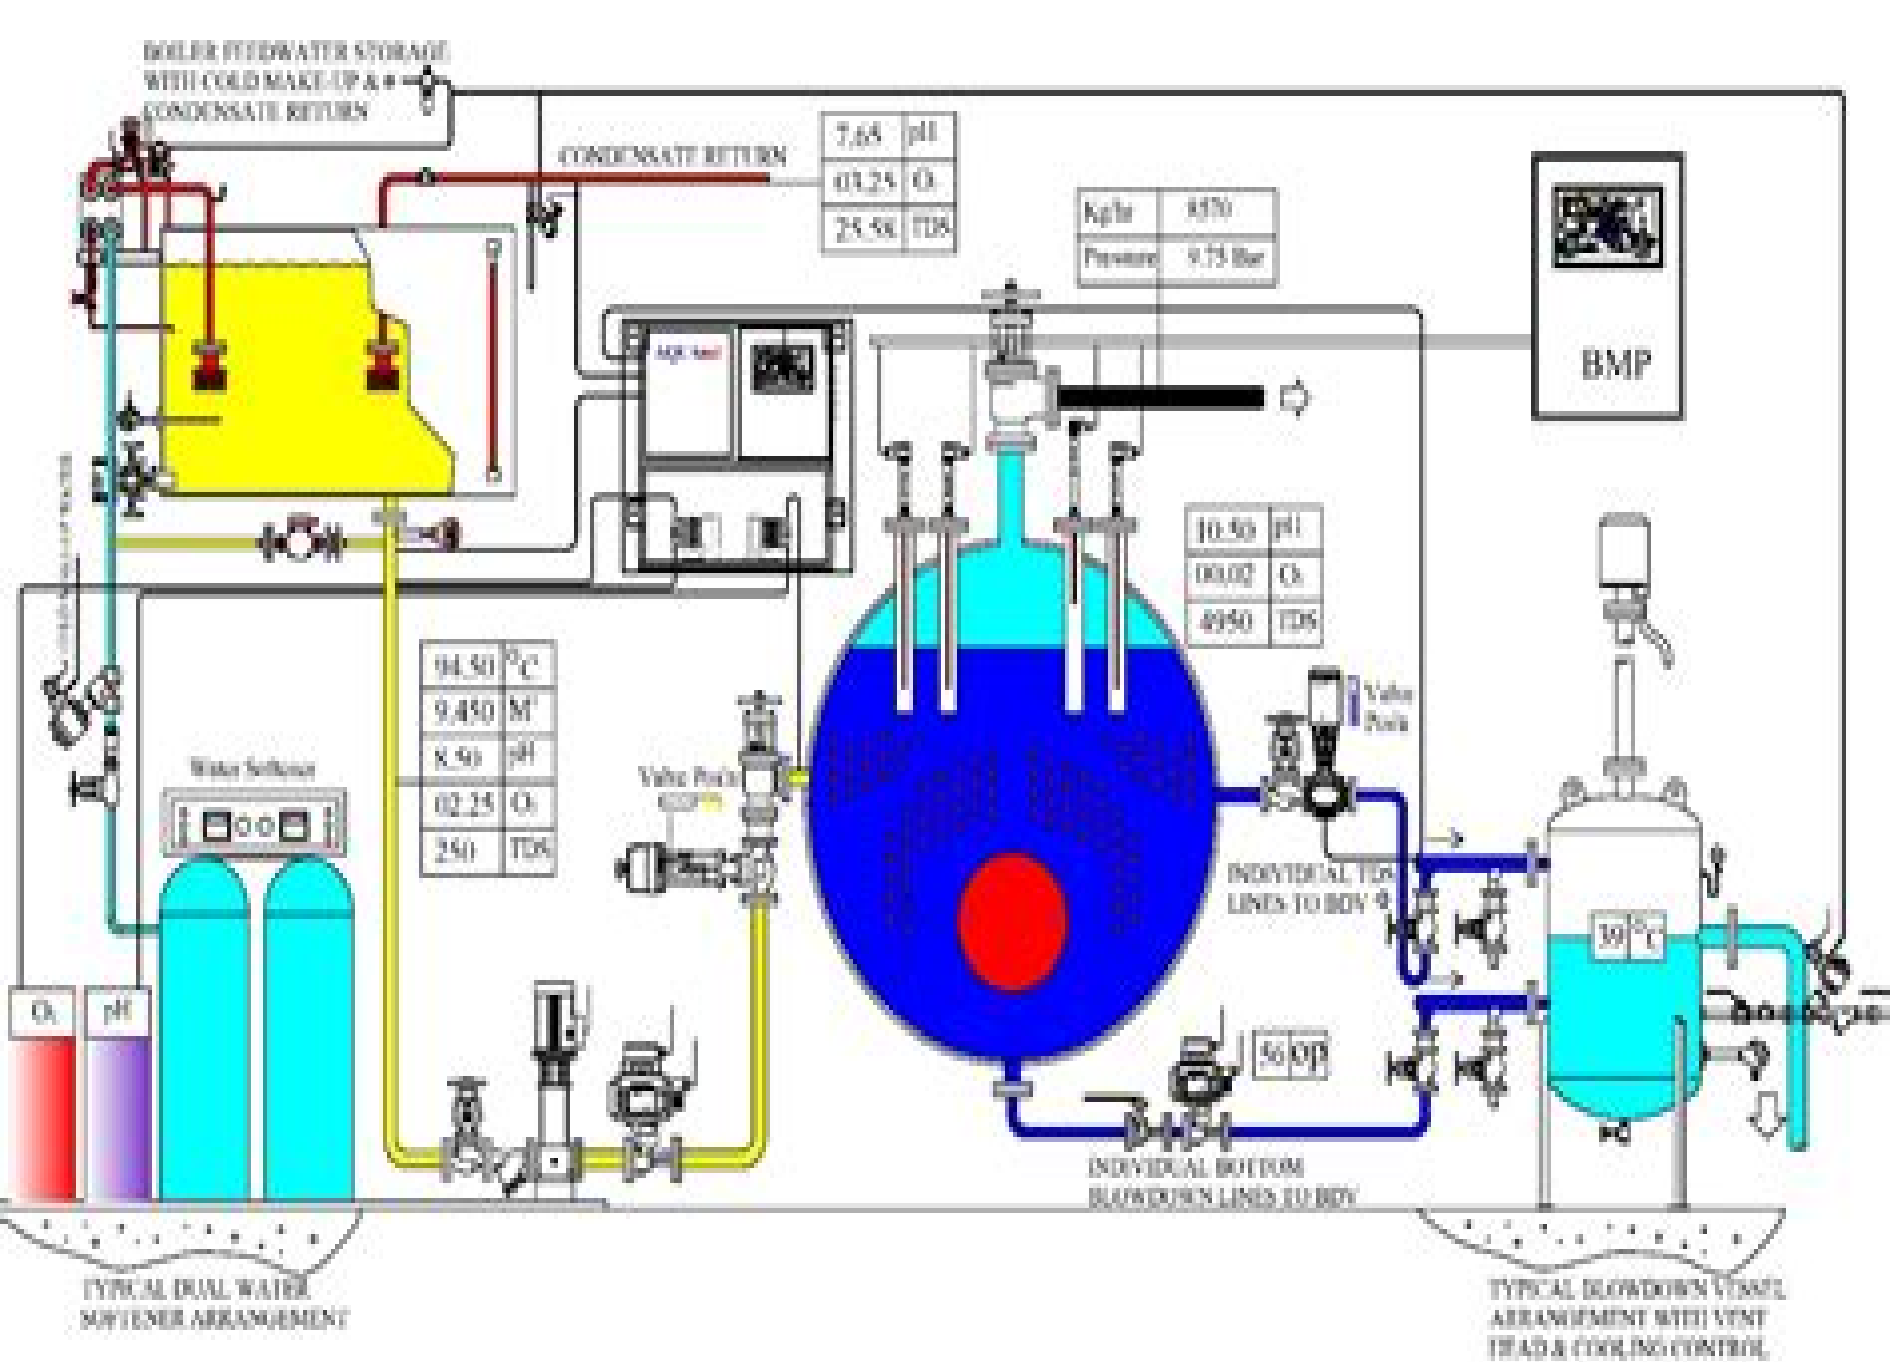 BOILER FEEDWATER STORAGE
WITH COLD MAKE-UP &
CONDENSATE RETURN
CONDENSATE RETURN
7.65 pH
03.25 O₂
25.58 TDS
Kg/hr 8570
Pressure 9.75 Bar
BMP
10.50 pH
00.02 O₂
4950 TDS
94.50 °C
9.450 M³
8.50 pH
02.25 O₂
250 TDS
Water Softener
Valve Pos'n
Valve
Pos'n
INDIVIDUAL TDS
LINES TO BDV
39 °C
O₂
pH
56 OP
INDIVIDUAL BOTTOM
BLOWDOWN LINES TO BDV
TYPICAL DUAL WATER
SOFTENER ARRANGEMENT
TYPICAL BLOWDOWN VESSEL
ARRANGEMENT WITH VENT
HEAD & COOLING CONTROL